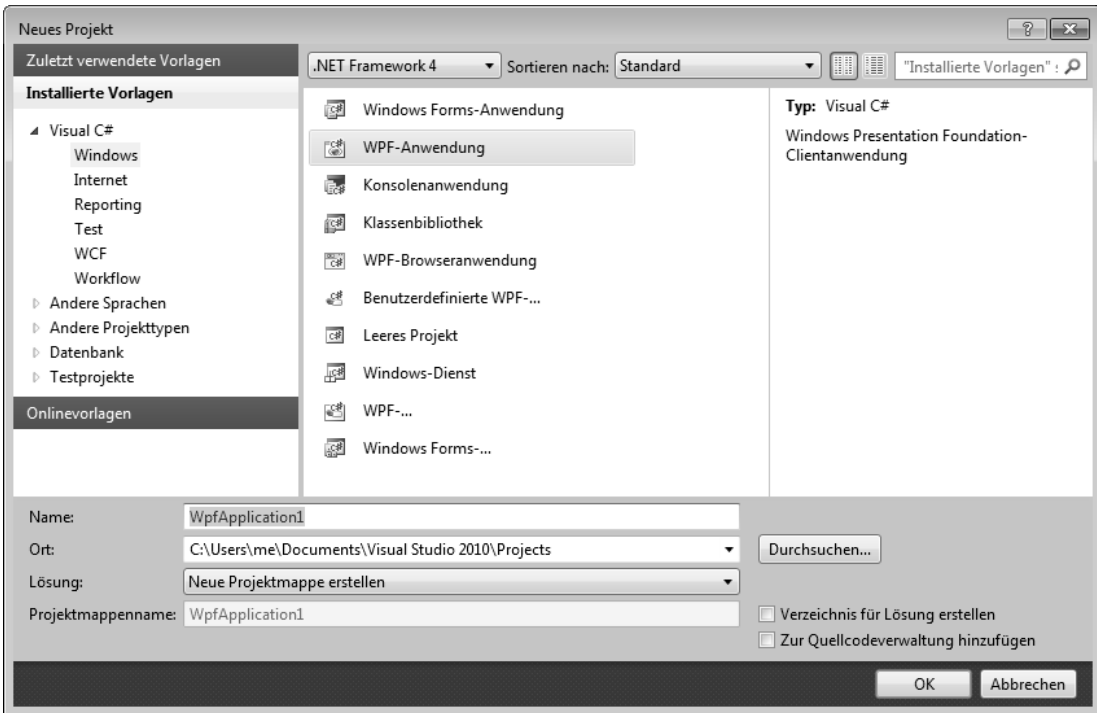 Neues Projekt
Zuletzt verwendete Vorlagen
.NET Framework 4
Sortieren nach: Standard
"Installierte Vorlagen" :
Installierte Vorlagen
Visual C#
Windows
Internet
Reporting
Test
WCF
Workflow
Andere Sprachen
Andere Projekttypen
Datenbank
Testprojekte
Onlinevorlagen
Windows Forms-Anwendung
WPF-Anwendung
Konsolenanwendung
Klassenbibliothek
WPF-Browseranwendung
Benutzerdefinierte WPF-...
Leeres Projekt
Windows-Dienst
WPF-...
Windows Forms-...
Typ: Visual C#
Windows Presentation Foundation-
Clientanwendung
Name: WpfApplication1
Ort: C:\Users\me\Documents\Visual Studio 2010\Projects
Durchsuchen...
Lösung: Neue Projektmappe erstellen
Projektmappenname: WpfApplication1
Verzeichnis für Lösung erstellen
Zur Quellcodeverwaltung hinzufügen
OK
Abbrechen